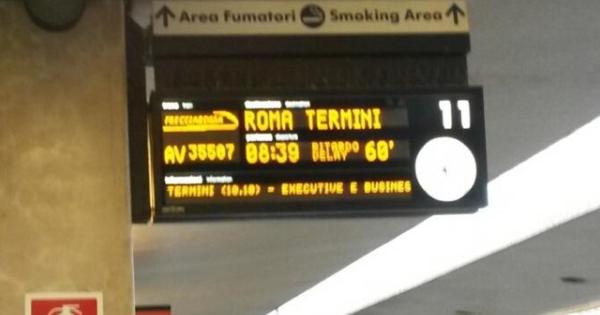 Area Fumatori Smoking Area
11
FRECCIAROSSA ROMA TERMINI
AV 35507 08:39 RITARDO DELAY 60'
TERMINI (10.10) = EXECUTIVE E BUSINES